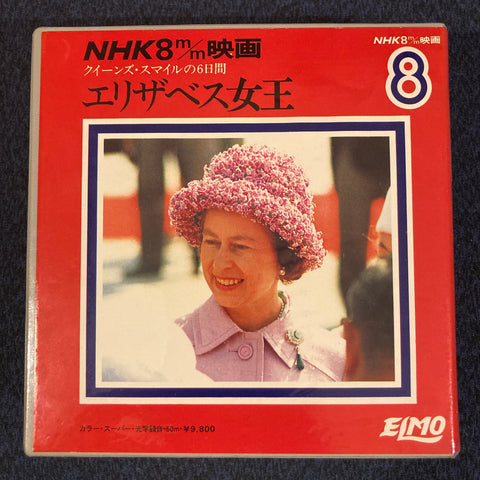 NHK8m/m映画
クイーンズ・スマイルの6日間
エリザベス女王
NHK8m/m映画
8
カラー・スーパー・光学録音・60m・¥9,800
ELMO